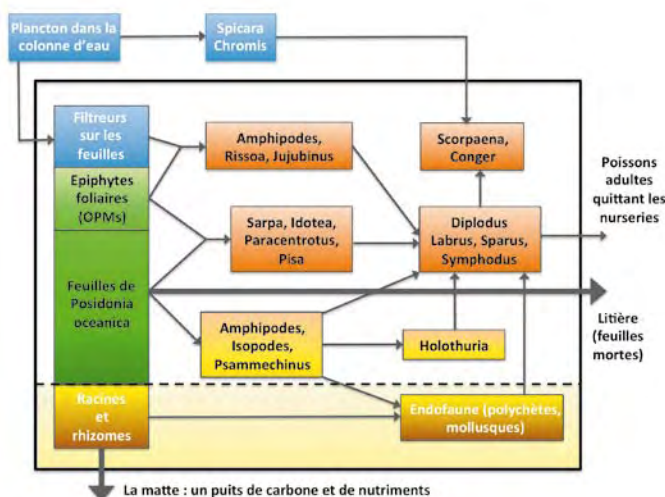 Plancton dans la
colonne d'eau
Spicara
Chromis
Filtreurs
sur les
feuilles
Epiphytes
foliaires
(OPMs)
Feuilles de
Posidonia
oceanica
Racines
et
rhizomes
Amphipodes,
Rissoa, Jujubinus
Sarpa, Idotea,
Paracentrotus,
Pisa
Amphipodes,
Isopodes,
Psammechinus
Scorpaena,
Conger
Diplodus
Labrus, Sparus,
Symphodus
Holothuria
Endofaune (polychètes,
mollusques)
Poissons
adultes
quittant les
nurseries
Litière
(feuilles
mortes)
La matte : un puits de carbone et de nutriments